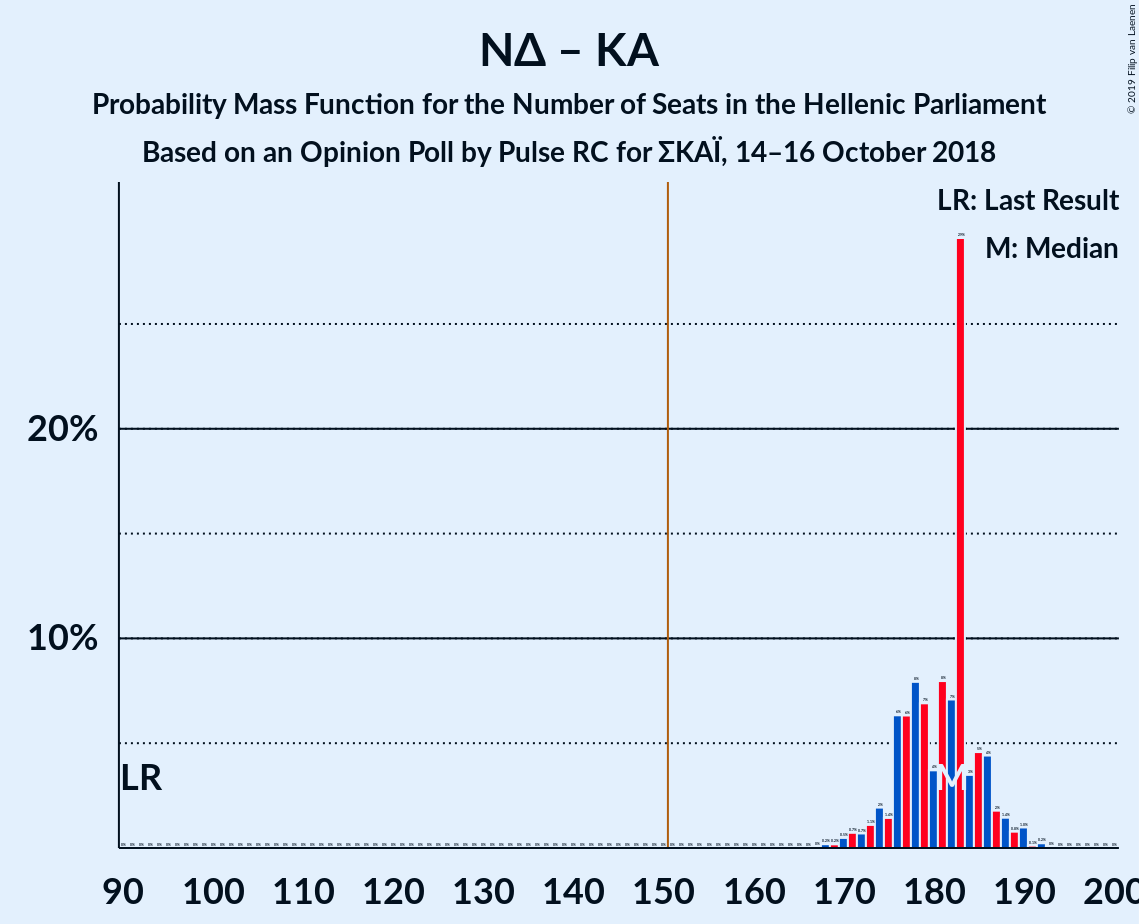 ΝΔ – ΚΑ
Probability Mass Function for the Number of Seats in the Hellenic Parliament
Based on an Opinion Poll by Pulse RC for ΣΚΑΪ, 14–16 October 2018
© 2019 Filip van Laenen
LR: Last Result
M: Median
20%
10%
LR
M
90 100 110 120 130 140 150 160 170 180 190 200